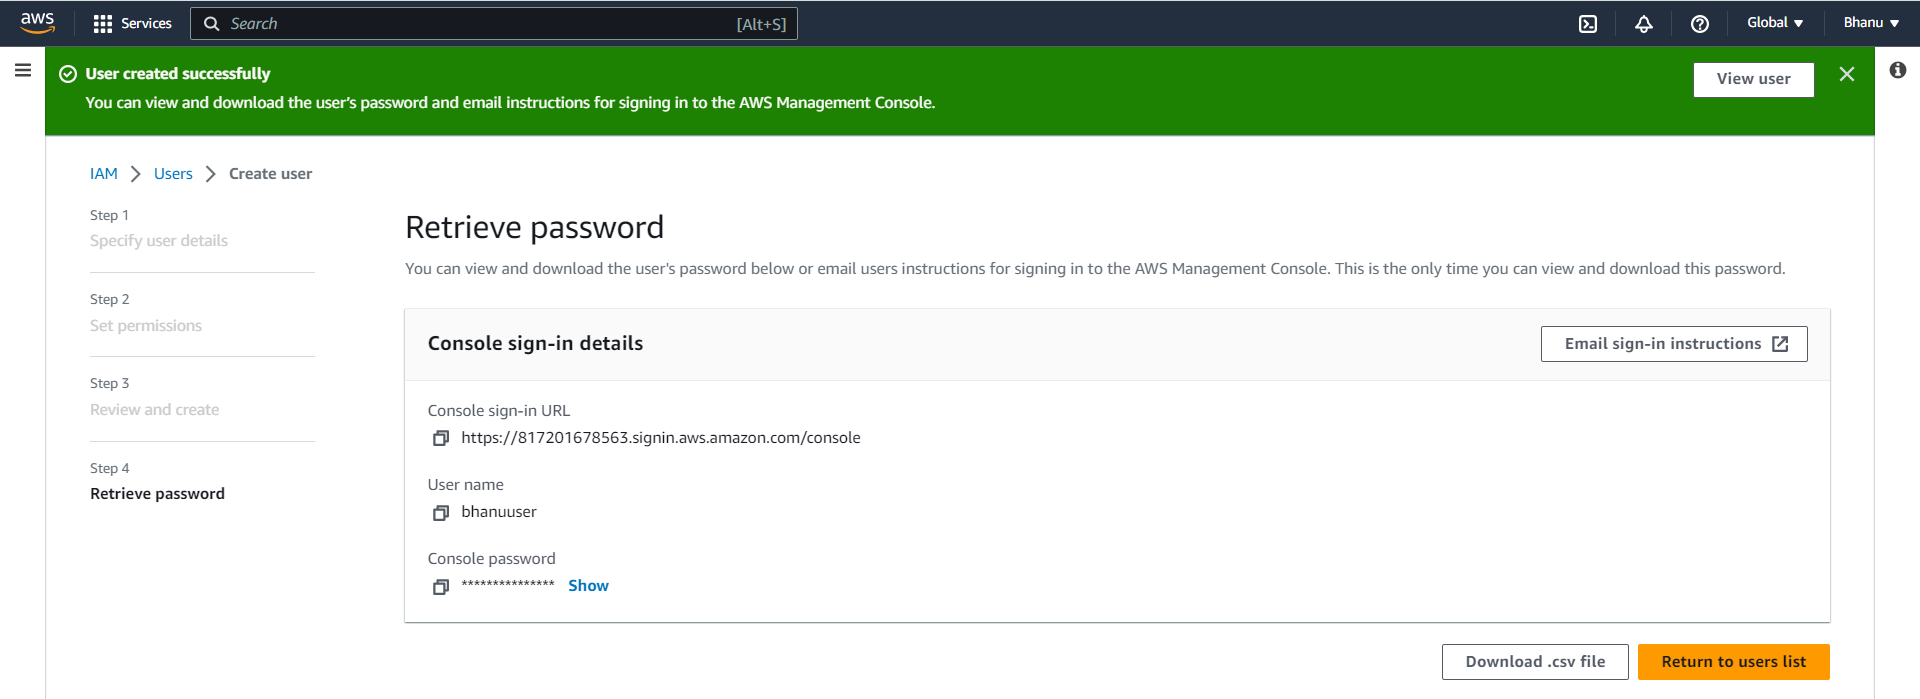 aws
Services
Search
[Alt+S]
Global
Bhanu
User created successfully
You can view and download the user's password and email instructions for signing in to the AWS Management Console.
View user
IAM
Users
Create user
Step 1
Specify user details
Step 2
Set permissions
Step 3
Review and create
Step 4
Retrieve password
Retrieve password
You can view and download the user's password below or email users instructions for signing in to the AWS Management Console. This is the only time you can view and download this password.
Console sign-in details
Email sign-in instructions
Console sign-in URL
https://817201678563.signin.aws.amazon.com/console
User name
bhanuuser
Console password
*************** Show
Download .csv file
Return to users list